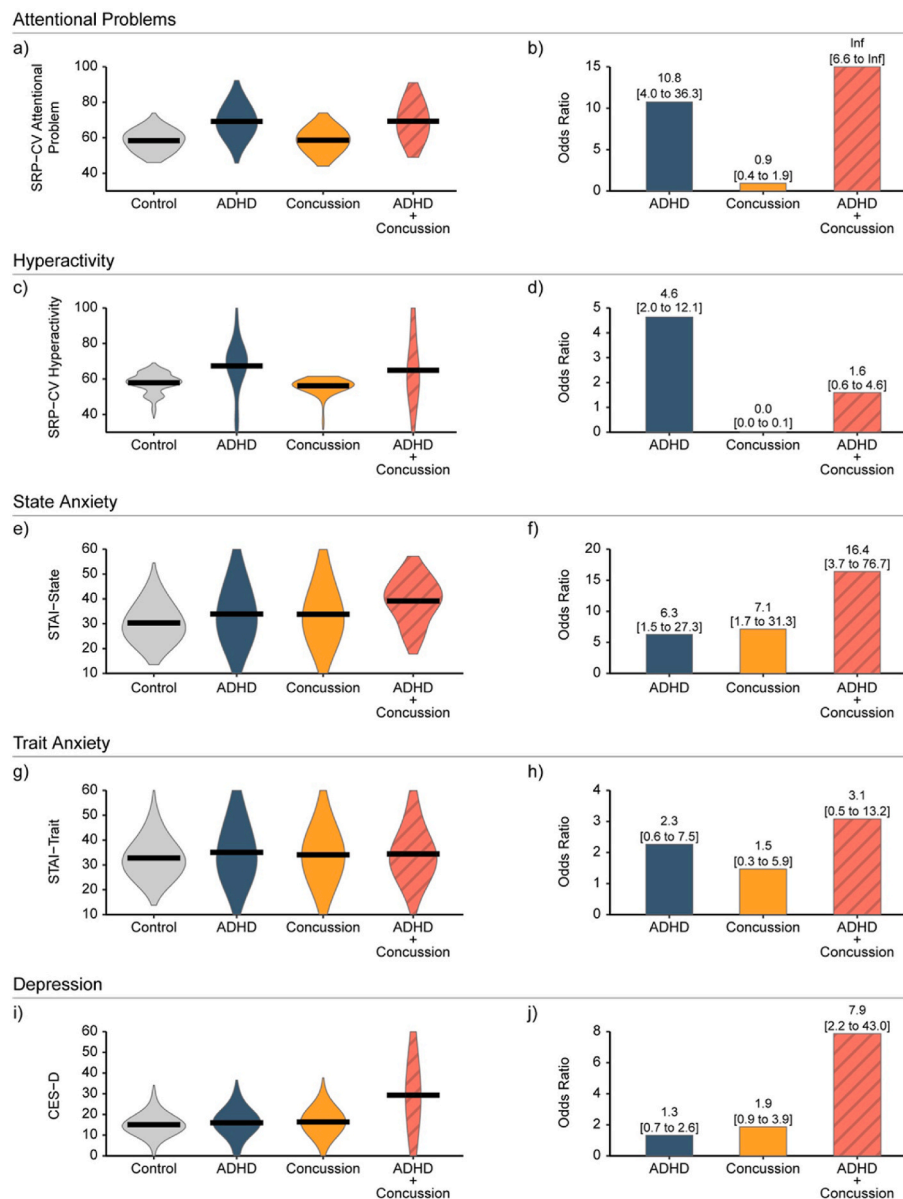 Attentional Problems
a)
SRP-CV Attentional
Problem
100
80
60
40
Control
ADHD
Concussion
ADHD
+
Concussion
b)
Odds Ratio
15
10
5
0
10.8
[4.0 to 36.3]
0.9
[0.4 to 1.9]
Inf
[6.6 to Inf]
ADHD
Concussion
ADHD
+
Concussion
Hyperactivity
c)
SRP-CV Hyperactivity
100
80
60
40
Control
ADHD
Concussion
ADHD
+
Concussion
d)
Odds Ratio
5
4
3
2
1
0
4.6
[2.0 to 12.1]
0.0
[0.0 to 0.1]
1.6
[0.6 to 4.6]
ADHD
Concussion
ADHD
+
Concussion
State Anxiety
e)
STAI-State
60
50
40
30
20
10
Control
ADHD
Concussion
ADHD
+
Concussion
f)
Odds Ratio
20
15
10
5
0
6.3
[1.5 to 27.3]
7.1
[1.7 to 31.3]
16.4
[3.7 to 76.7]
ADHD
Concussion
ADHD
+
Concussion
Trait Anxiety
g)
STAI-Trait
60
50
40
30
20
10
Control
ADHD
Concussion
ADHD
+
Concussion
h)
Odds Ratio
4
3
2
1
0
2.3
[0.6 to 7.5]
1.5
[0.3 to 5.9]
3.1
[0.5 to 13.2]
ADHD
Concussion
ADHD
+
Concussion
Depression
i)
CES-D
60
50
40
30
20
10
0
Control
ADHD
Concussion
ADHD
+
Concussion
j)
Odds Ratio
8
6
4
2
0
1.3
[0.7 to 2.6]
1.9
[0.9 to 3.9]
7.9
[2.2 to 43.0]
ADHD
Concussion
ADHD
+
Concussion